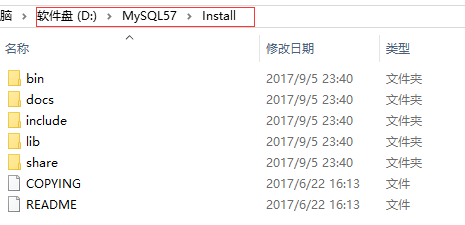 脑 > 软件盘 (D:) > MySQL57 > Install
修改日期 类型
bin 2017/9/5 23:40 文件夹
docs 2017/9/5 23:40 文件夹
include 2017/9/5 23:40 文件夹
lib 2017/9/5 23:40 文件夹
share 2017/9/5 23:40 文件夹
COPYING 2017/6/22 16:13 文件
README 2017/6/22 16:13 文件